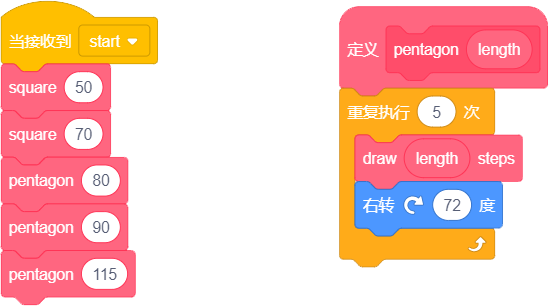 当接收到 start
square 50
square 70
pentagon 80
pentagon 90
pentagon 115
定义 pentagon length
重复执行 5 次
draw length steps
右转 72 度